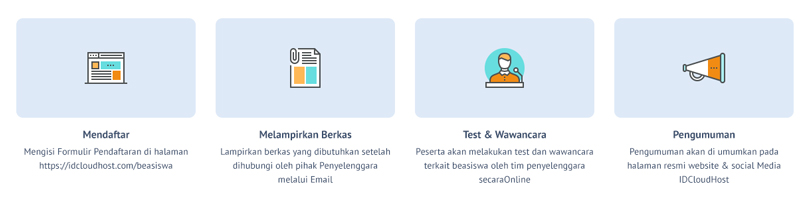 Mendaftar
Mengisi Formulir Pendaftaran di halaman
https://idcloudhost.com/beasiswa
Melampirkan Berkas
Lampirkan berkas yang dibutuhkan setelah
dihubungi oleh pihak Penyelenggara
melalui Email
Test & Wawancara
Peserta akan melakukan test dan wawancara
terkait beasiswa oleh tim penyelenggara
secaraOnline
Pengumuman
Pengumuman akan di umumkan pada
halaman resmi website & social Media
IDCloudHost